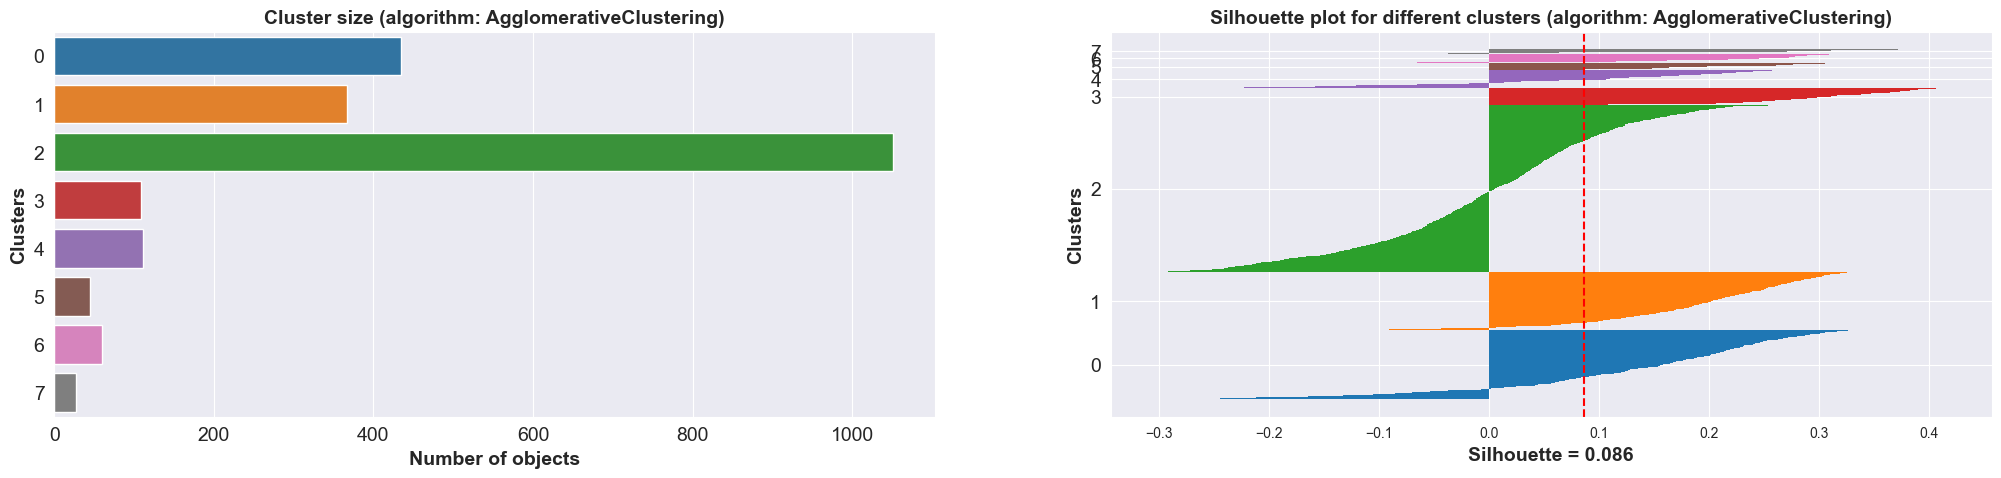 Cluster size (algorithm: AgglomerativeClustering)
Clusters
0
1
2
3
4
5
6
7
0 200 400 600 800 1000
Number of objects
Silhouette plot for different clusters (algorithm: AgglomerativeClustering)
Clusters
7
6
5
4
3
2
1
0
−0.3 −0.2 −0.1 0.0 0.1 0.2 0.3 0.4
Silhouette = 0.086